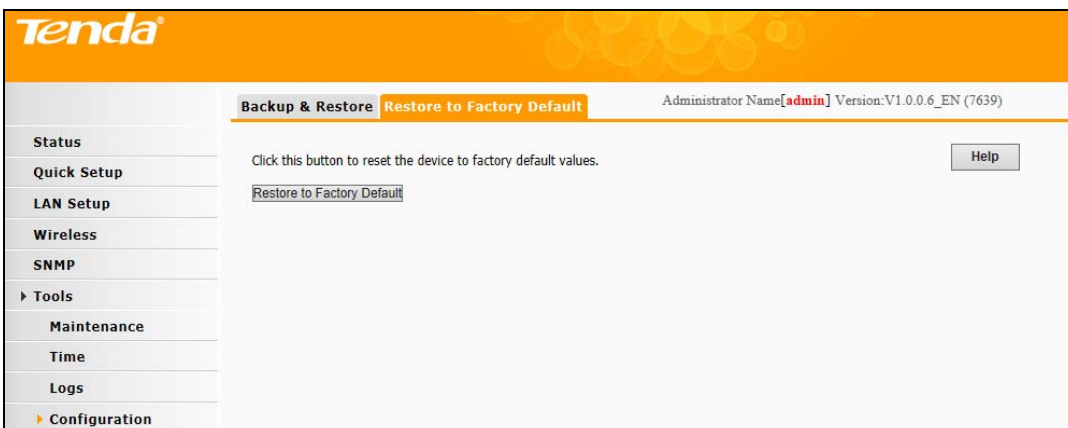 Tenda®
Backup & Restore Restore to Factory Default Administrator Name[admin] Version:V1.0.0.6_EN (7639)
Status
Quick Setup
LAN Setup
Wireless
SNMP
Tools
Maintenance
Time
Logs
Configuration
Click this button to reset the device to factory default values.
Help
Restore to Factory Default